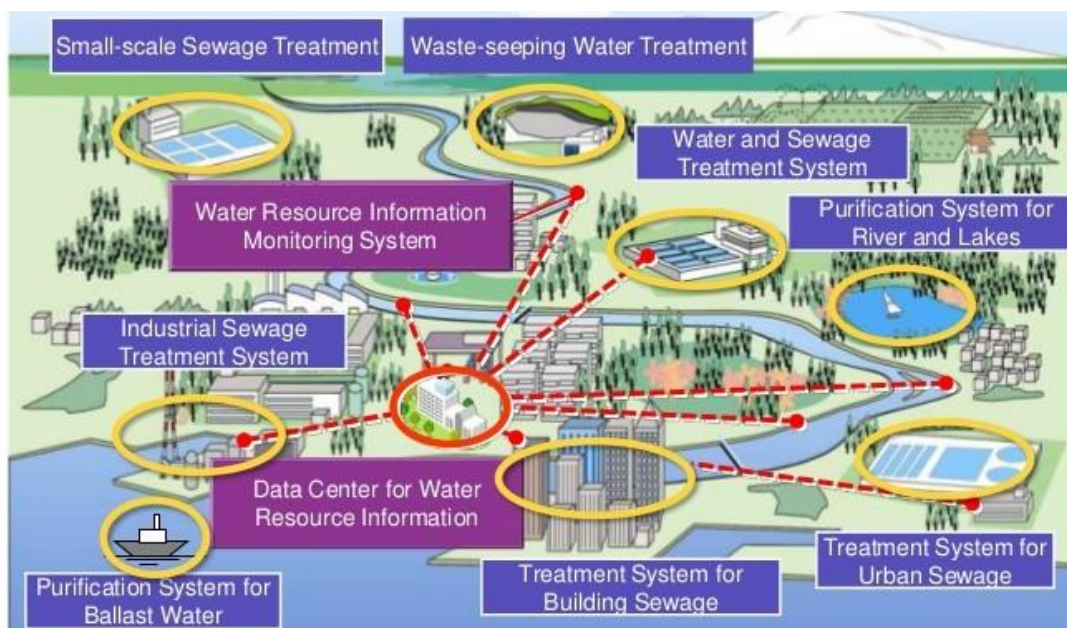 Small-scale Sewage Treatment
Waste-seeping Water Treatment
Water and Sewage
Treatment System
Water Resource Information
Monitoring System
Purification System for
River and Lakes
Industrial Sewage
Treatment System
Data Center for Water
Resource Information
Purification System for
Ballast Water
Treatment System for
Building Sewage
Treatment System for
Urban Sewage